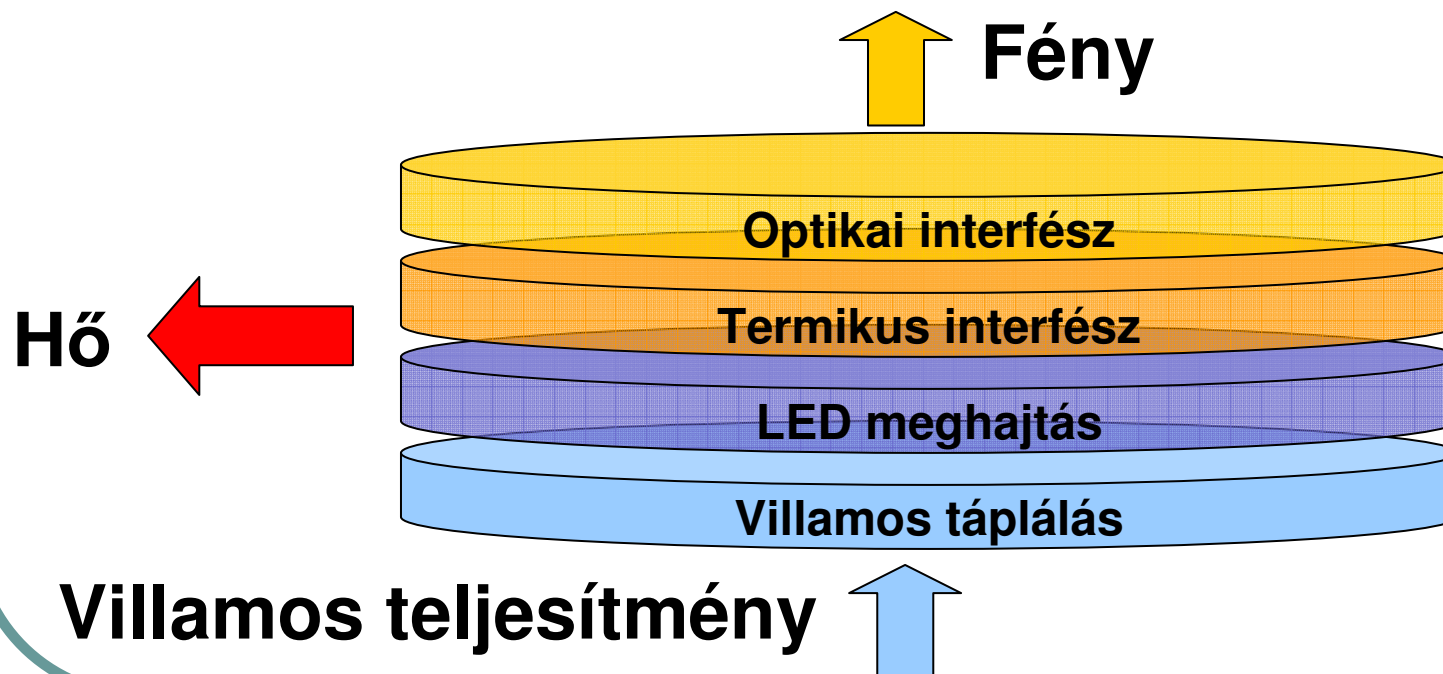 Fény
Optikai interfész
Termikus interfész
Hő
LED meghajtás
Villamos táplálás
Villamos teljesítmény